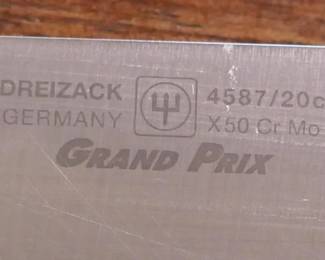 DREIZACK 4587/20c
GERMANY X50 Cr Mo
GRAND PRIX